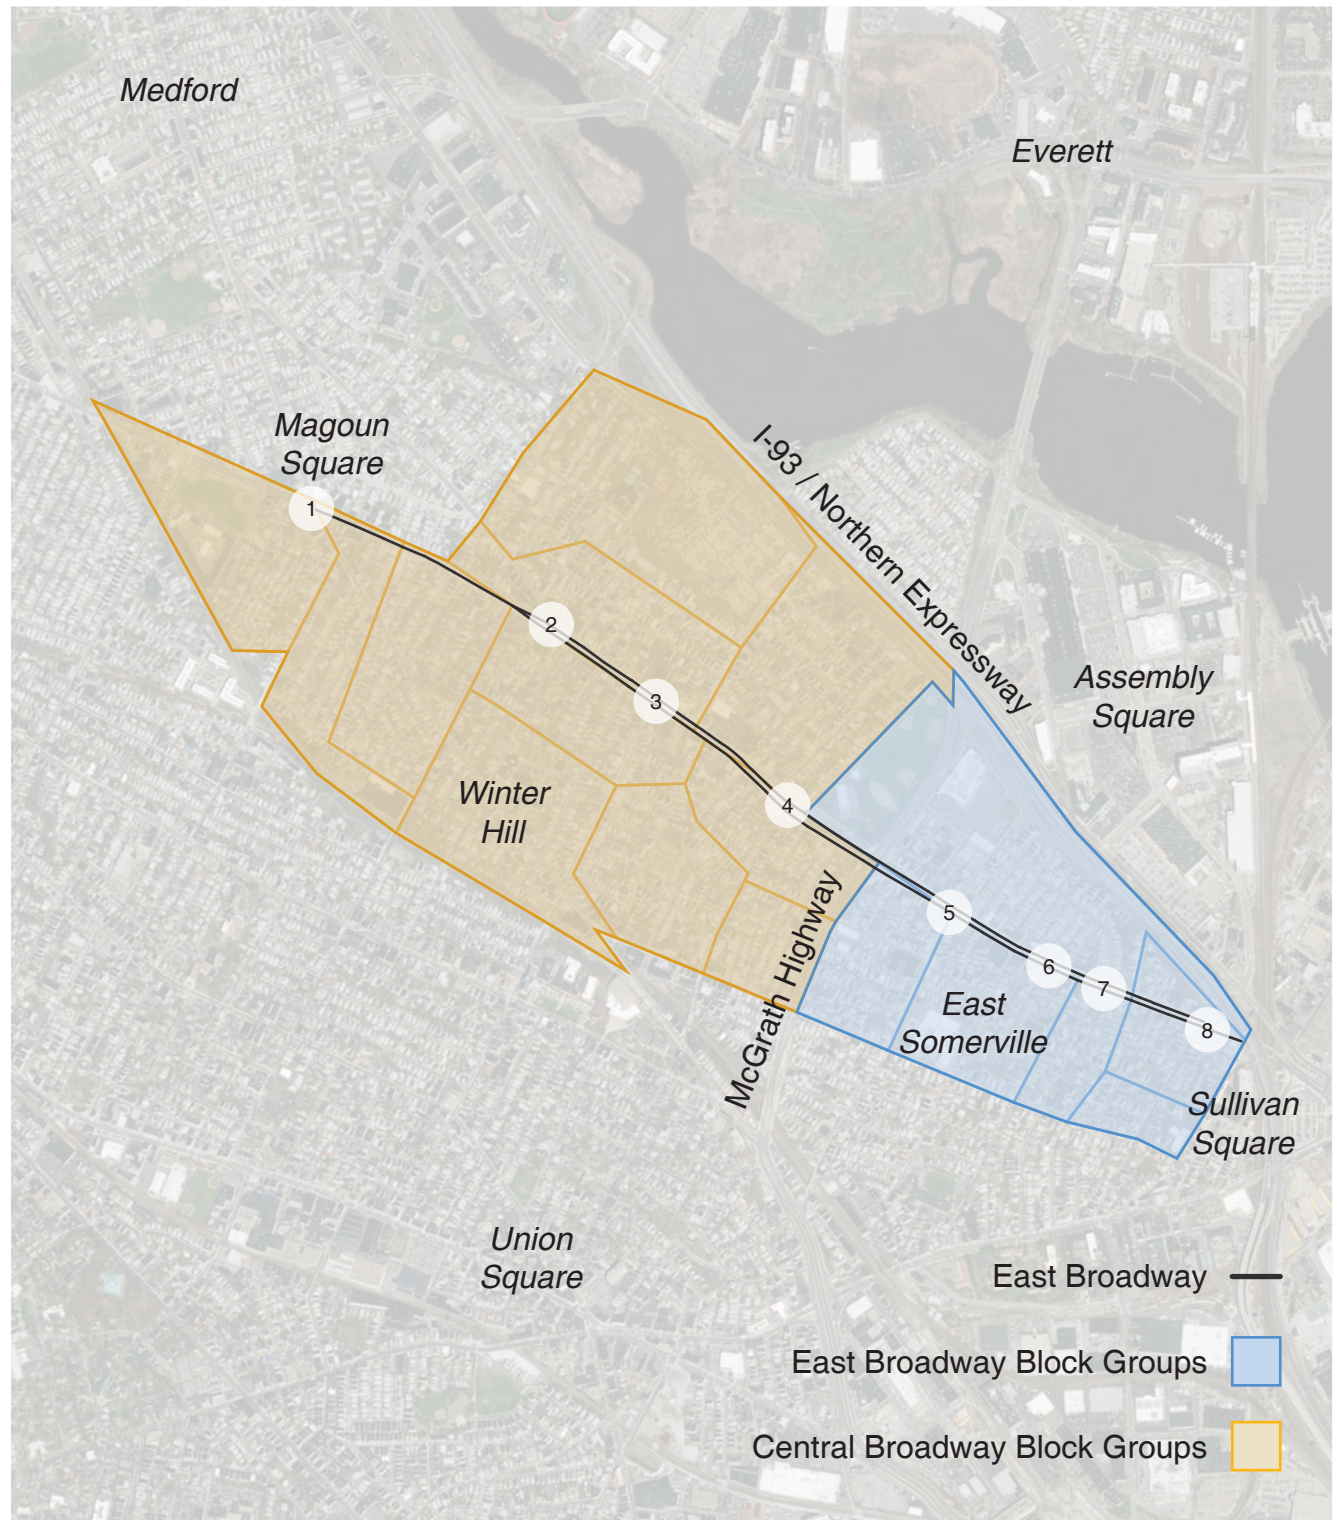 Medford
Everett
Magoun
Square
I-93 / Northern Expressway
1
2
3
Assembly
Square
Winter
Hill
4
McGrath Highway
5
6
7
East
Somerville
8
Sullivan
Square
Union
Square
East Broadway
East Broadway Block Groups
Central Broadway Block Groups